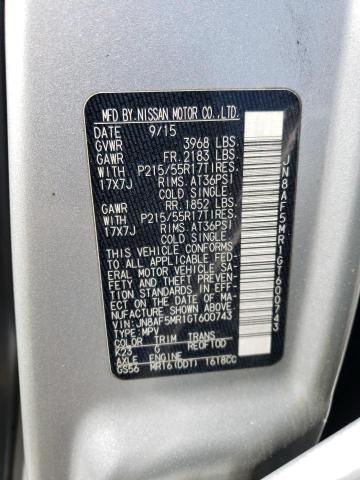 MFD.BY.NISSAN MOTOR CO.,LTD.
DATE 9/15
GVWR 3968 LBS.
GAWR FR.2183 LBS.
WITH P215/55R17TIRES.
17X7J RIMS. AT36PSI
COLD SINGLE.
GAWR RR.1852 LBS.
WITH P215/55R17TIRES.
17X7J RIMS. AT36PSI
COLD SINGLE.
THIS VEHICLE CONFORMS
TO ALL APPLICABLE FED-
ERAL MOTOR VEHICLE SA-
FETY AND THEFT PREVENT-
ION STANDARDS IN EFF-
ECT ON THE DATE OF MA-
NUFACTURE SHOWN ABOVE.
VIN: JN8AF5MR1GT600743
TYPE: MPV
COLOR TRIM TRANS
K23 G RE0F10D
AXLE ENGINE
GS56 MR16(DDT) 1618CC
JN8AF5MR1GT600743